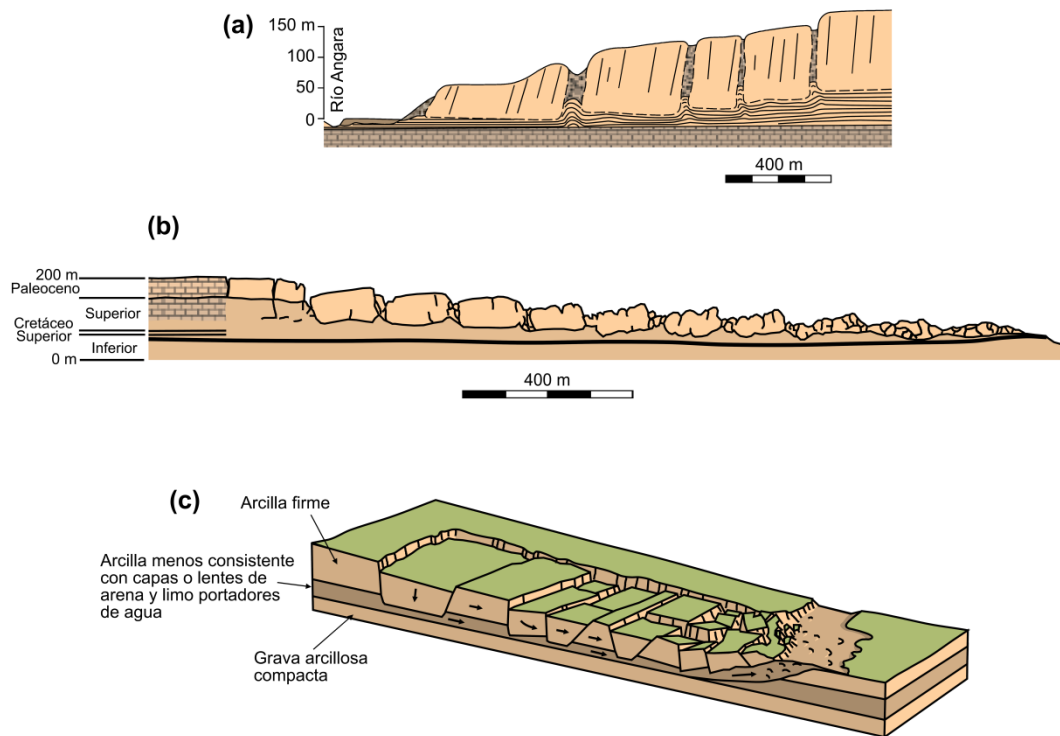 (a)
150 m
100
50
0
Río Angara
400 m
(b)
200 m
Paleoceno
Superior
Cretáceo
Superior
Inferior
0 m
400 m
(c)
Arcilla firme
Arcilla menos consistente
con capas o lentes de
arena y limo portadores
de agua
Grava arcillosa
compacta